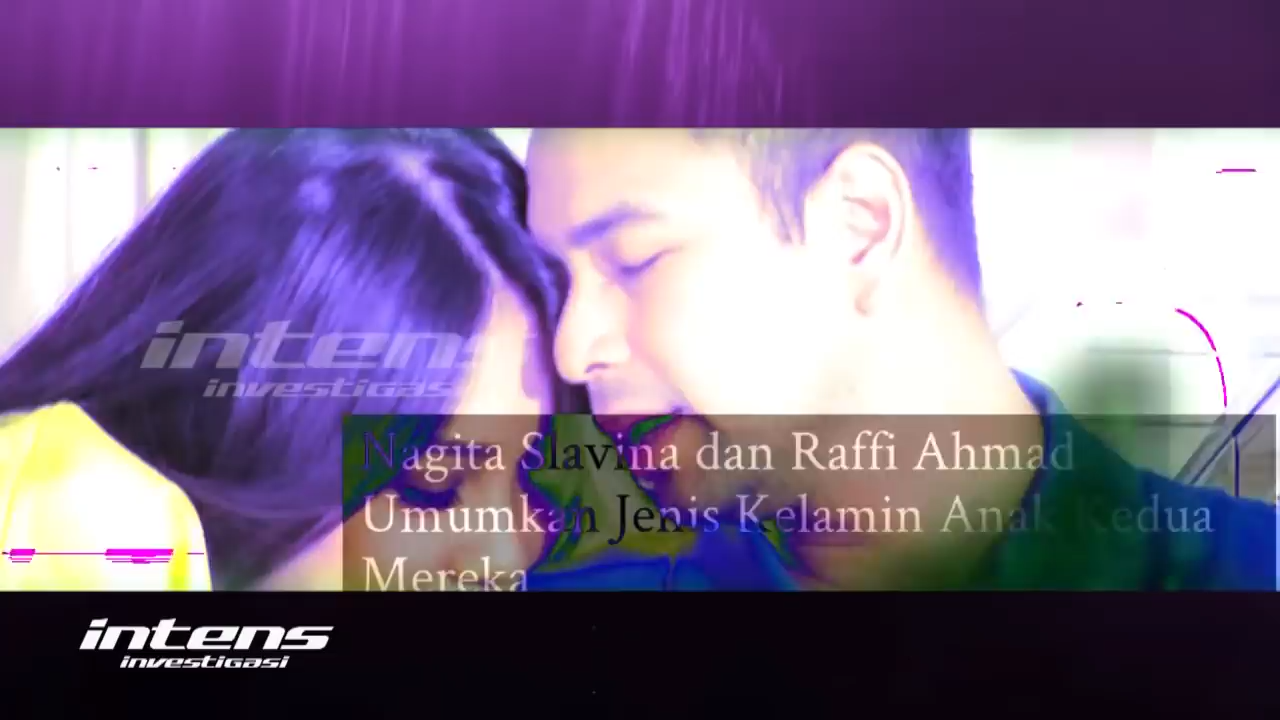 intens
investigasi
Nagita Slavina dan Raffi Ahmad
Umumkan Jenis Kelamin Anak Kedua
Mereka
intens
investigasi